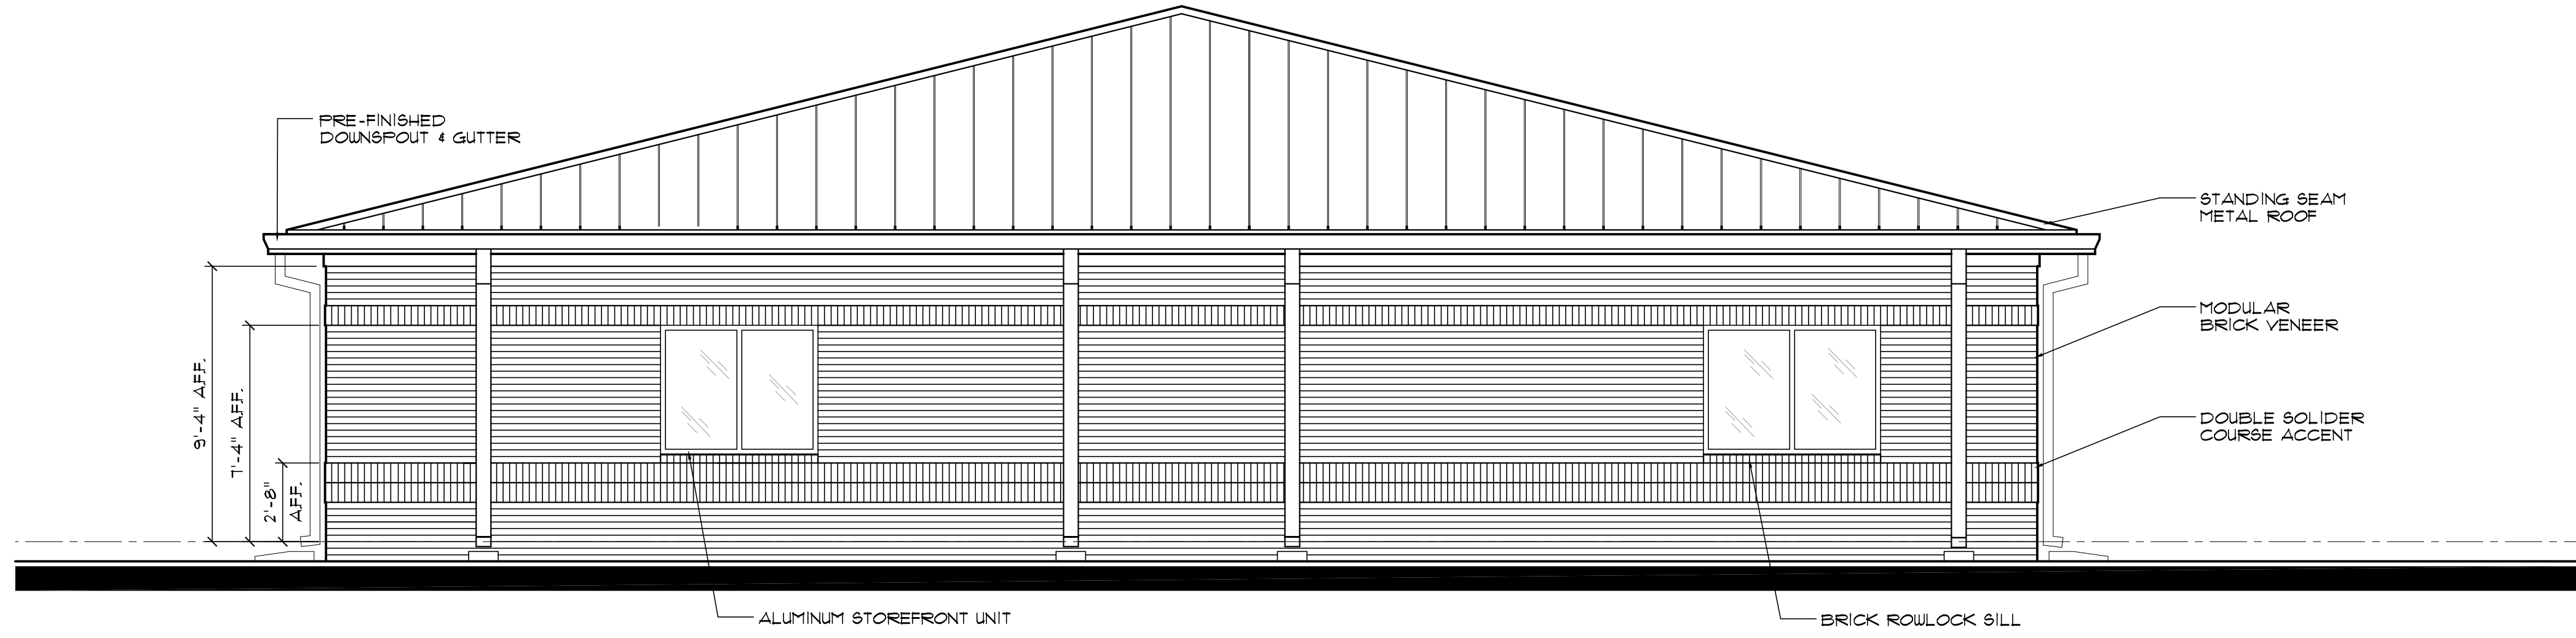 PRE-FINISHED
DOWNSPOUT & GUTTER
STANDING SEAM
METAL ROOF
MODULAR
BRICK VENEER
DOUBLE SOLIDER
COURSE ACCENT
9'-4" A.F.F.
7'-4" A.F.F.
2'-8"
A.F.F.
ALUMINUM STOREFRONT UNIT
BRICK ROWLOCK SILL